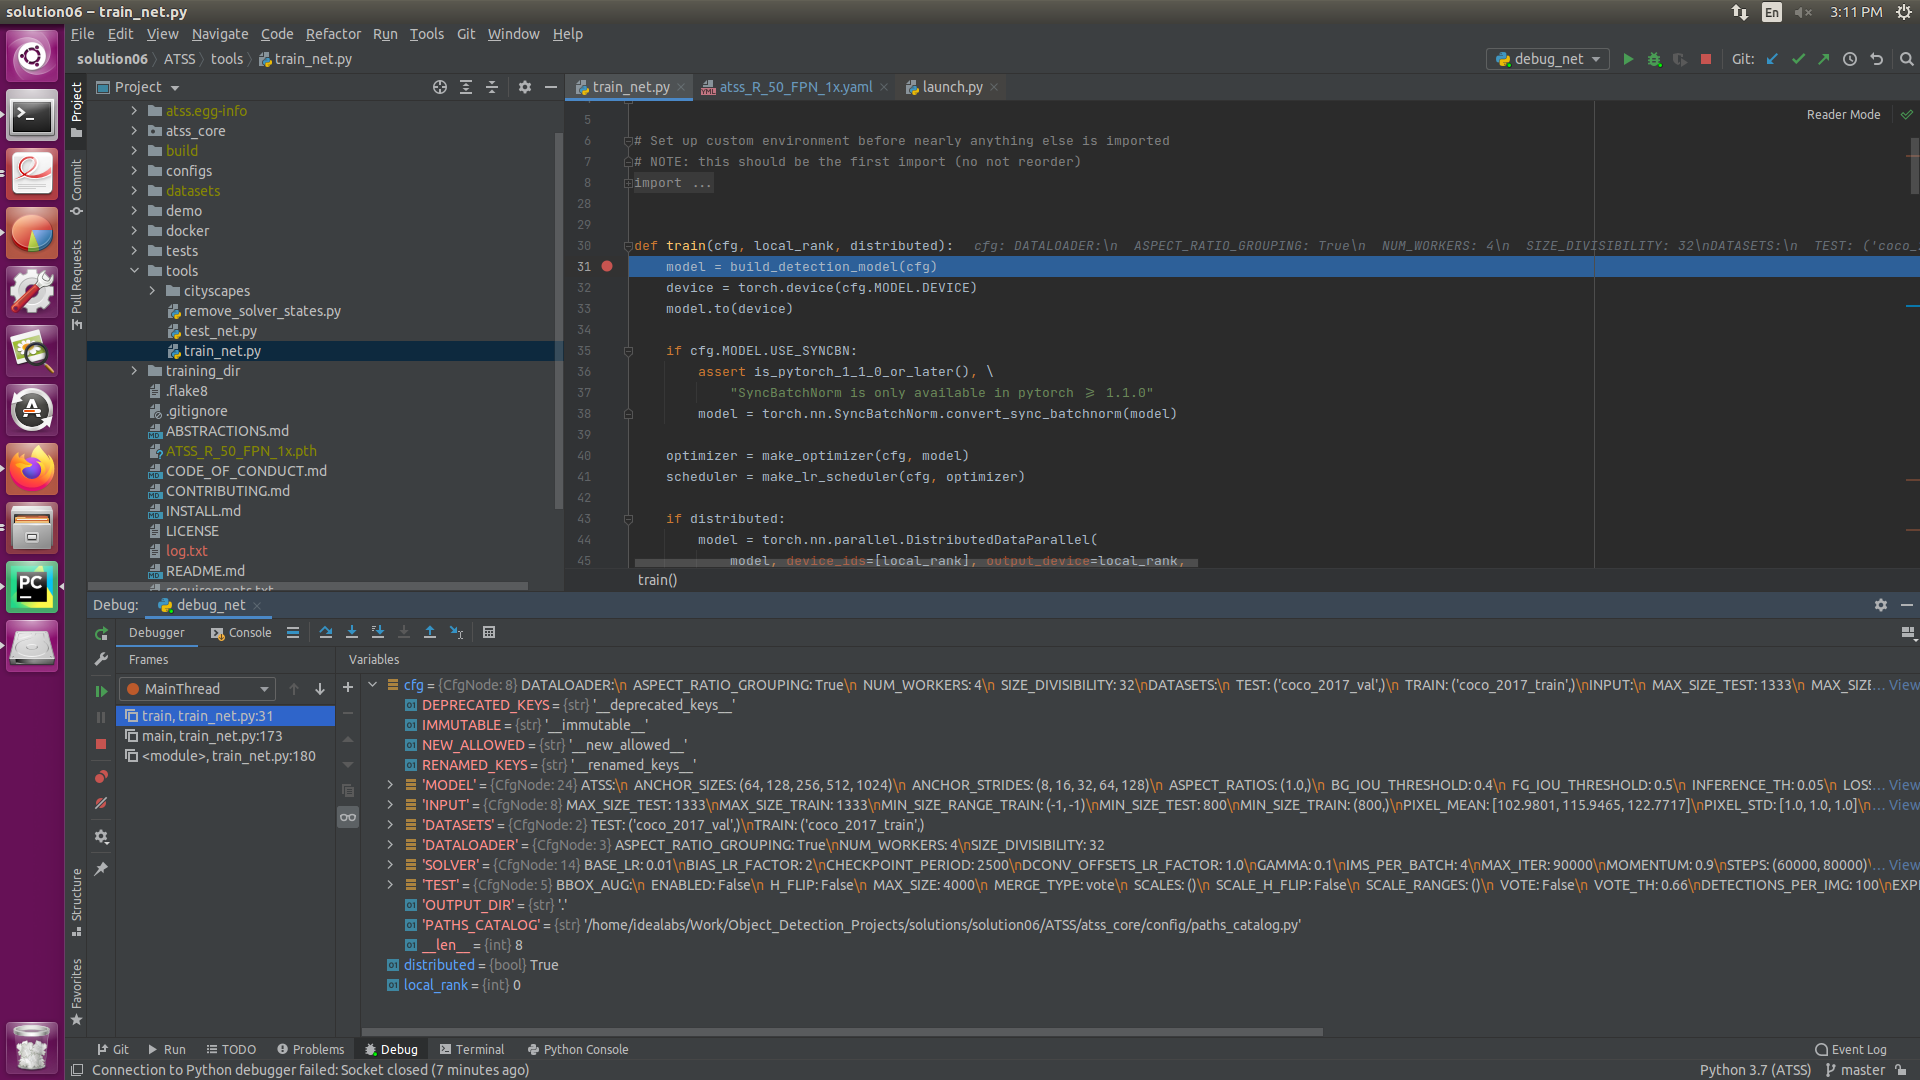 solution06 – train_net.py
En
3:11 PM
File Edit View Navigate Code Refactor Run Tools Git Window Help
solution06 ATSS tools train_net.py
debug_net
Git:
Project
train_net.py
atss_R_50_FPN_1x.yaml
launch.py
Project
Commit
Pull Requests
Structure
Favorites
atss.egg-info
atss_core
build
configs
datasets
demo
docker
tests
tools
cityscapes
remove_solver_states.py
test_net.py
train_net.py
training_dir
.flake8
.gitignore
ABSTRACTIONS.md
ATSS_R_50_FPN_1x.pth
CODE_OF_CONDUCT.md
CONTRIBUTING.md
INSTALL.md
LICENSE
log.txt
README.md
requirements.txt
Reader Mode
5
6 # Set up custom environment before nearly anything else is imported
7 # NOTE: this should be the first import (no not reorder)
8 import ...
28
29
30 def train(cfg, local_rank, distributed): cfg: DATALOADER:\n ASPECT_RATIO_GROUPING: True\n NUM_WORKERS: 4\n SIZE_DIVISIBILITY: 32\nDATASETS:\n TEST: ('coco_
31 model = build_detection_model(cfg)
32 device = torch.device(cfg.MODEL.DEVICE)
33 model.to(device)
34
35 if cfg.MODEL.USE_SYNCBN:
36 assert is_pytorch_1_1_0_or_later(), \
37 "SyncBatchNorm is only available in pytorch >= 1.1.0"
38 model = torch.nn.SyncBatchNorm.convert_sync_batchnorm(model)
39
40 optimizer = make_optimizer(cfg, model)
41 scheduler = make_lr_scheduler(cfg, optimizer)
42
43 if distributed:
44 model = torch.nn.parallel.DistributedDataParallel(
45 model, device_ids=[local_rank], output_device=local_rank,
train()
Debug: debug_net
Debugger Console
Frames
Variables
MainThread
train, train_net.py:31
main, train_net.py:173
<module>, train_net.py:180
cfg = {CfgNode: 8} DATALOADER:\n ASPECT_RATIO_GROUPING: True\n NUM_WORKERS: 4\n SIZE_DIVISIBILITY: 32\nDATASETS:\n TEST: ('coco_2017_val',)\n TRAIN: ('coco_2017_train',)\nINPUT:\n MAX_SIZE_TEST: 1333\n MAX_SIZE... View
DEPRECATED_KEYS = {str} '__deprecated_keys__'
IMMUTABLE = {str} '__immutable__'
NEW_ALLOWED = {str} '__new_allowed__'
RENAMED_KEYS = {str} '__renamed_keys__'
'MODEL' = {CfgNode: 24} ATSS:\n ANCHOR_SIZES: (64, 128, 256, 512, 1024)\n ANCHOR_STRIDES: (8, 16, 32, 64, 128)\n ASPECT_RATIOS: (1.0,)\n BG_IOU_THRESHOLD: 0.4\n FG_IOU_THRESHOLD: 0.5\n INFERENCE_TH: 0.05\n LOS... View
'INPUT' = {CfgNode: 8} MAX_SIZE_TEST: 1333\nMAX_SIZE_TRAIN: 1333\nMIN_SIZE_RANGE_TRAIN: (-1, -1)\nMIN_SIZE_TEST: 800\nMIN_SIZE_TRAIN: (800,)\nPIXEL_MEAN: [102.9801, 115.9465, 122.7717]\nPIXEL_STD: [1.0, 1.0, 1.0]\n... View
'DATASETS' = {CfgNode: 2} TEST: ('coco_2017_val',)\nTRAIN: ('coco_2017_train',)
'DATALOADER' = {CfgNode: 3} ASPECT_RATIO_GROUPING: True\nNUM_WORKERS: 4\nSIZE_DIVISIBILITY: 32
'SOLVER' = {CfgNode: 14} BASE_LR: 0.01\nBIAS_LR_FACTOR: 2\nCHECKPOINT_PERIOD: 2500\nDCONV_OFFSETS_LR_FACTOR: 1.0\nGAMMA: 0.1\nIMS_PER_BATCH: 4\nMAX_ITER: 90000\nMOMENTUM: 0.9\nSTEPS: (60000, 80000)\... View
'TEST' = {CfgNode: 5} BBOX_AUG:\n ENABLED: False\n H_FLIP: False\n MAX_SIZE: 4000\n MERGE_TYPE: vote\n SCALES: ()\n SCALE_H_FLIP: False\n SCALE_RANGES: ()\n VOTE: False\n VOTE_TH: 0.66\nDETECTIONS_PER_IMG: 100\nEXP
'OUTPUT_DIR' = {str} '.'
'PATHS_CATALOG' = {str} '/home/idealabs/Work/Object_Detection_Projects/solutions/solution06/ATSS/atss_core/config/paths_catalog.py'
__len__ = {int} 8
distributed = {bool} True
local_rank = {int} 0
Git Run TODO Problems Debug Terminal Python Console Event Log
Connection to Python debugger failed: Socket closed (7 minutes ago)
Python 3.7 (ATSS) master